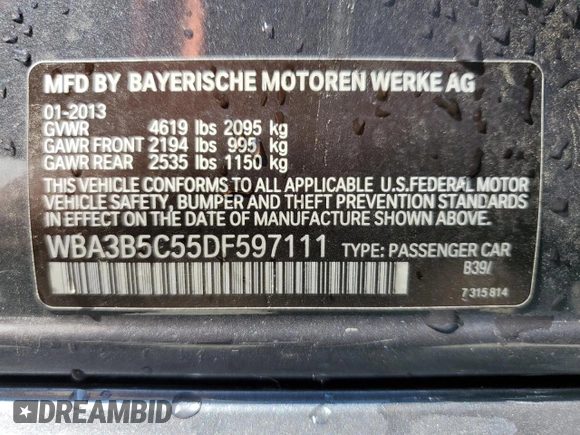 MFD BY BAYERISCHE MOTOREN WERKE AG
01-2013
GVWR 4619 lbs 2095 kg
GAWR FRONT 2194 lbs 995 kg
GAWR REAR 2535 lbs 1150 kg
THIS VEHICLE CONFORMS TO ALL APPLICABLE U.S.FEDERAL MOTOR
VEHICLE SAFETY, BUMPER AND THEFT PREVENTION STANDARDS
IN EFFECT ON THE DATE OF MANUFACTURE SHOWN ABOVE.
WBA3B5C55DF597111 TYPE: PASSENGER CAR
B39/
7 315 814
DREAMBID